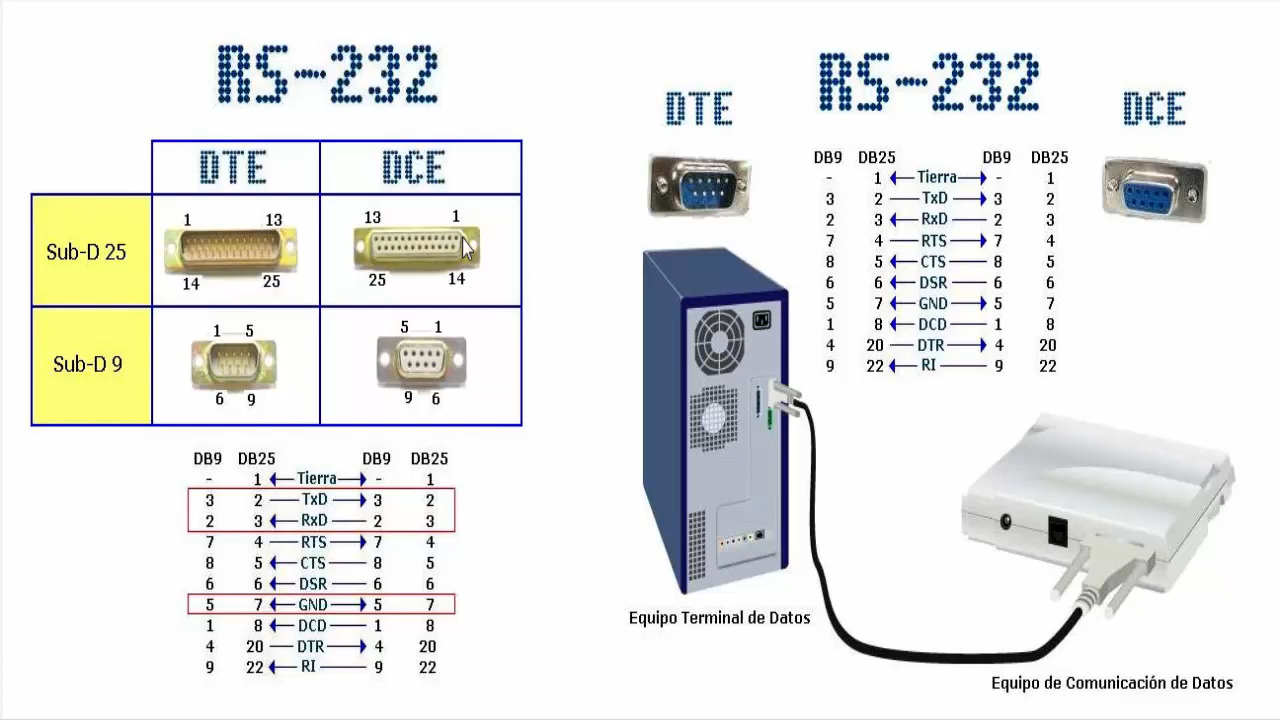 RS-232
DTE DCE
Sub-D 25
1 13
14 25
13 1
25 14
Sub-D 9
1 5
6 9
5 1
9 6
DB9 DB25 DB9 DB25
- 1 Tierra - 1
3 2 TxD 3 2
2 3 RxD 2 3
7 4 RTS 7 4
8 5 CTS 8 5
6 6 DSR 6 6
5 7 GND 5 7
1 8 DCD 1 8
4 20 DTR 4 20
9 22 RI 9 22
RS-232
DTE DCE
DB9 DB25 DB9 DB25
- 1 Tierra - 1
3 2 TxD 3 2
2 3 RxD 2 3
7 4 RTS 7 4
8 5 CTS 8 5
6 6 DSR 6 6
5 7 GND 5 7
1 8 DCD 1 8
4 20 DTR 4 20
9 22 RI 9 22
Equipo Terminal de Datos
Equipo de Comunicación de Datos